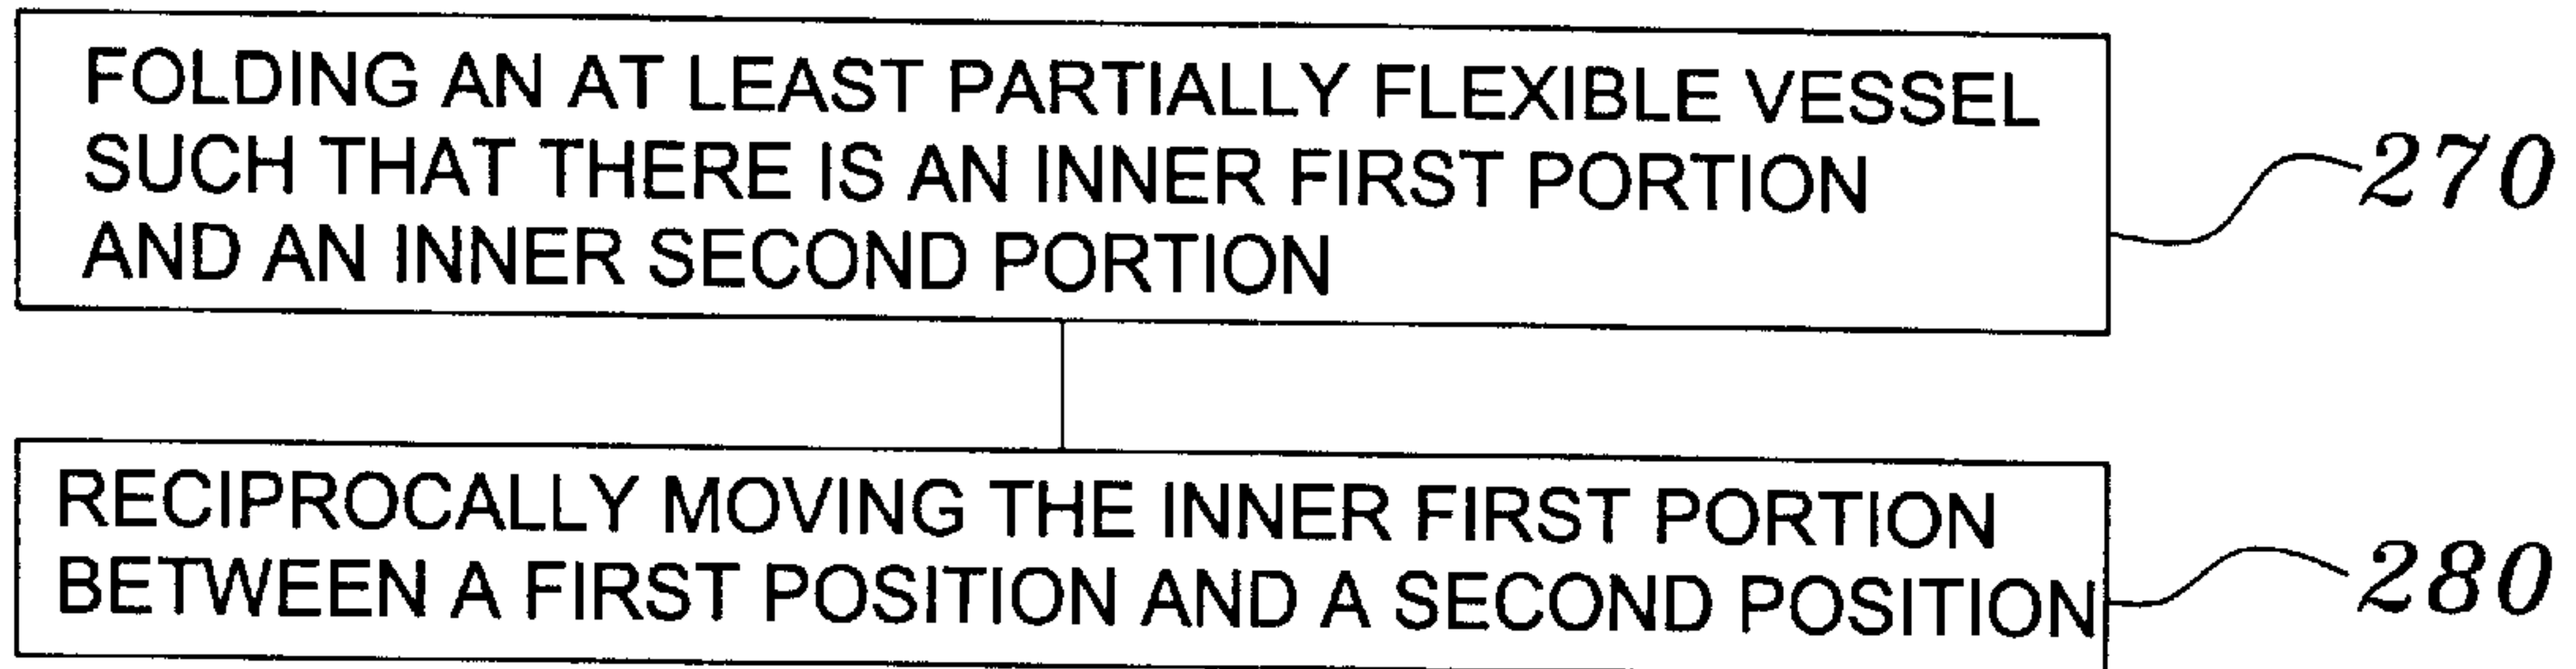 FOLDING AN AT LEAST PARTIALLY FLEXIBLE VESSEL
SUCH THAT THERE IS AN INNER FIRST PORTION
AND AN INNER SECOND PORTION
270
RECIPROCALLY MOVING THE INNER FIRST PORTION
BETWEEN A FIRST POSITION AND A SECOND POSITION
280